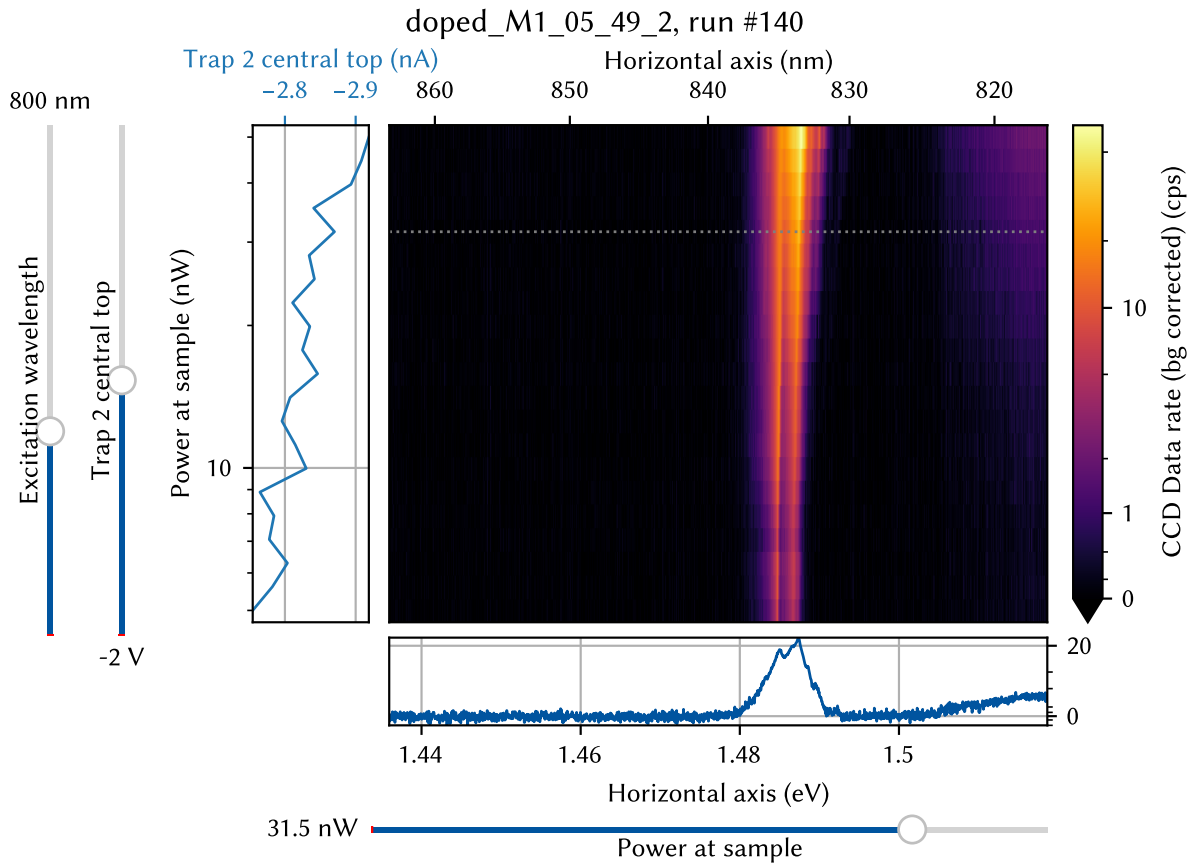 doped_M1_05_49_2, run #140
Trap 2 central top (nA)
Horizontal axis (nm)
−2.8 −2.9
860 850 840 830 820
800 nm
Excitation wavelength
Trap 2 central top
-2 V
Power at sample (nW)
10
CCD Data rate (bg corrected) (cps)
10
1
0
20
0
1.44 1.46 1.48 1.5
Horizontal axis (eV)
31.5 nW
Power at sample